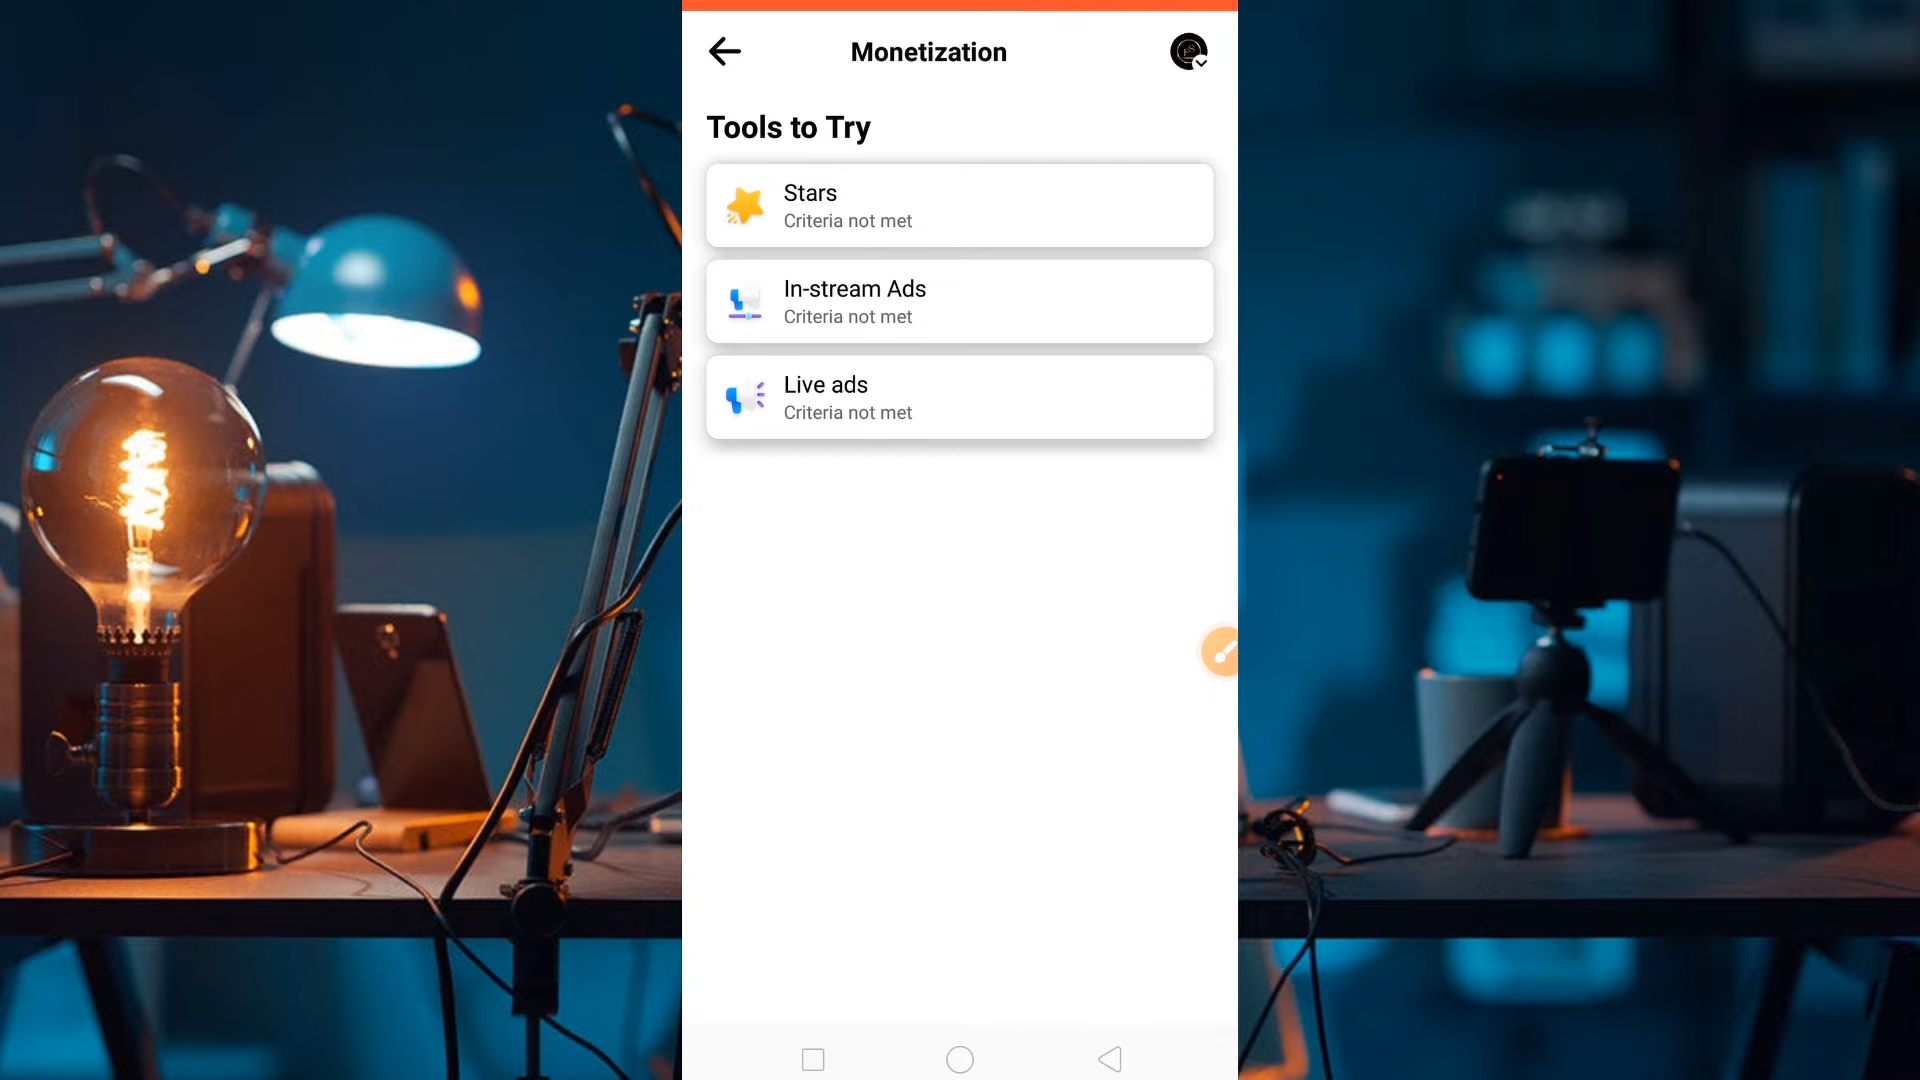 Monetization
Tools to Try
Stars
Criteria not met
In-stream Ads
Criteria not met
Live ads
Criteria not met